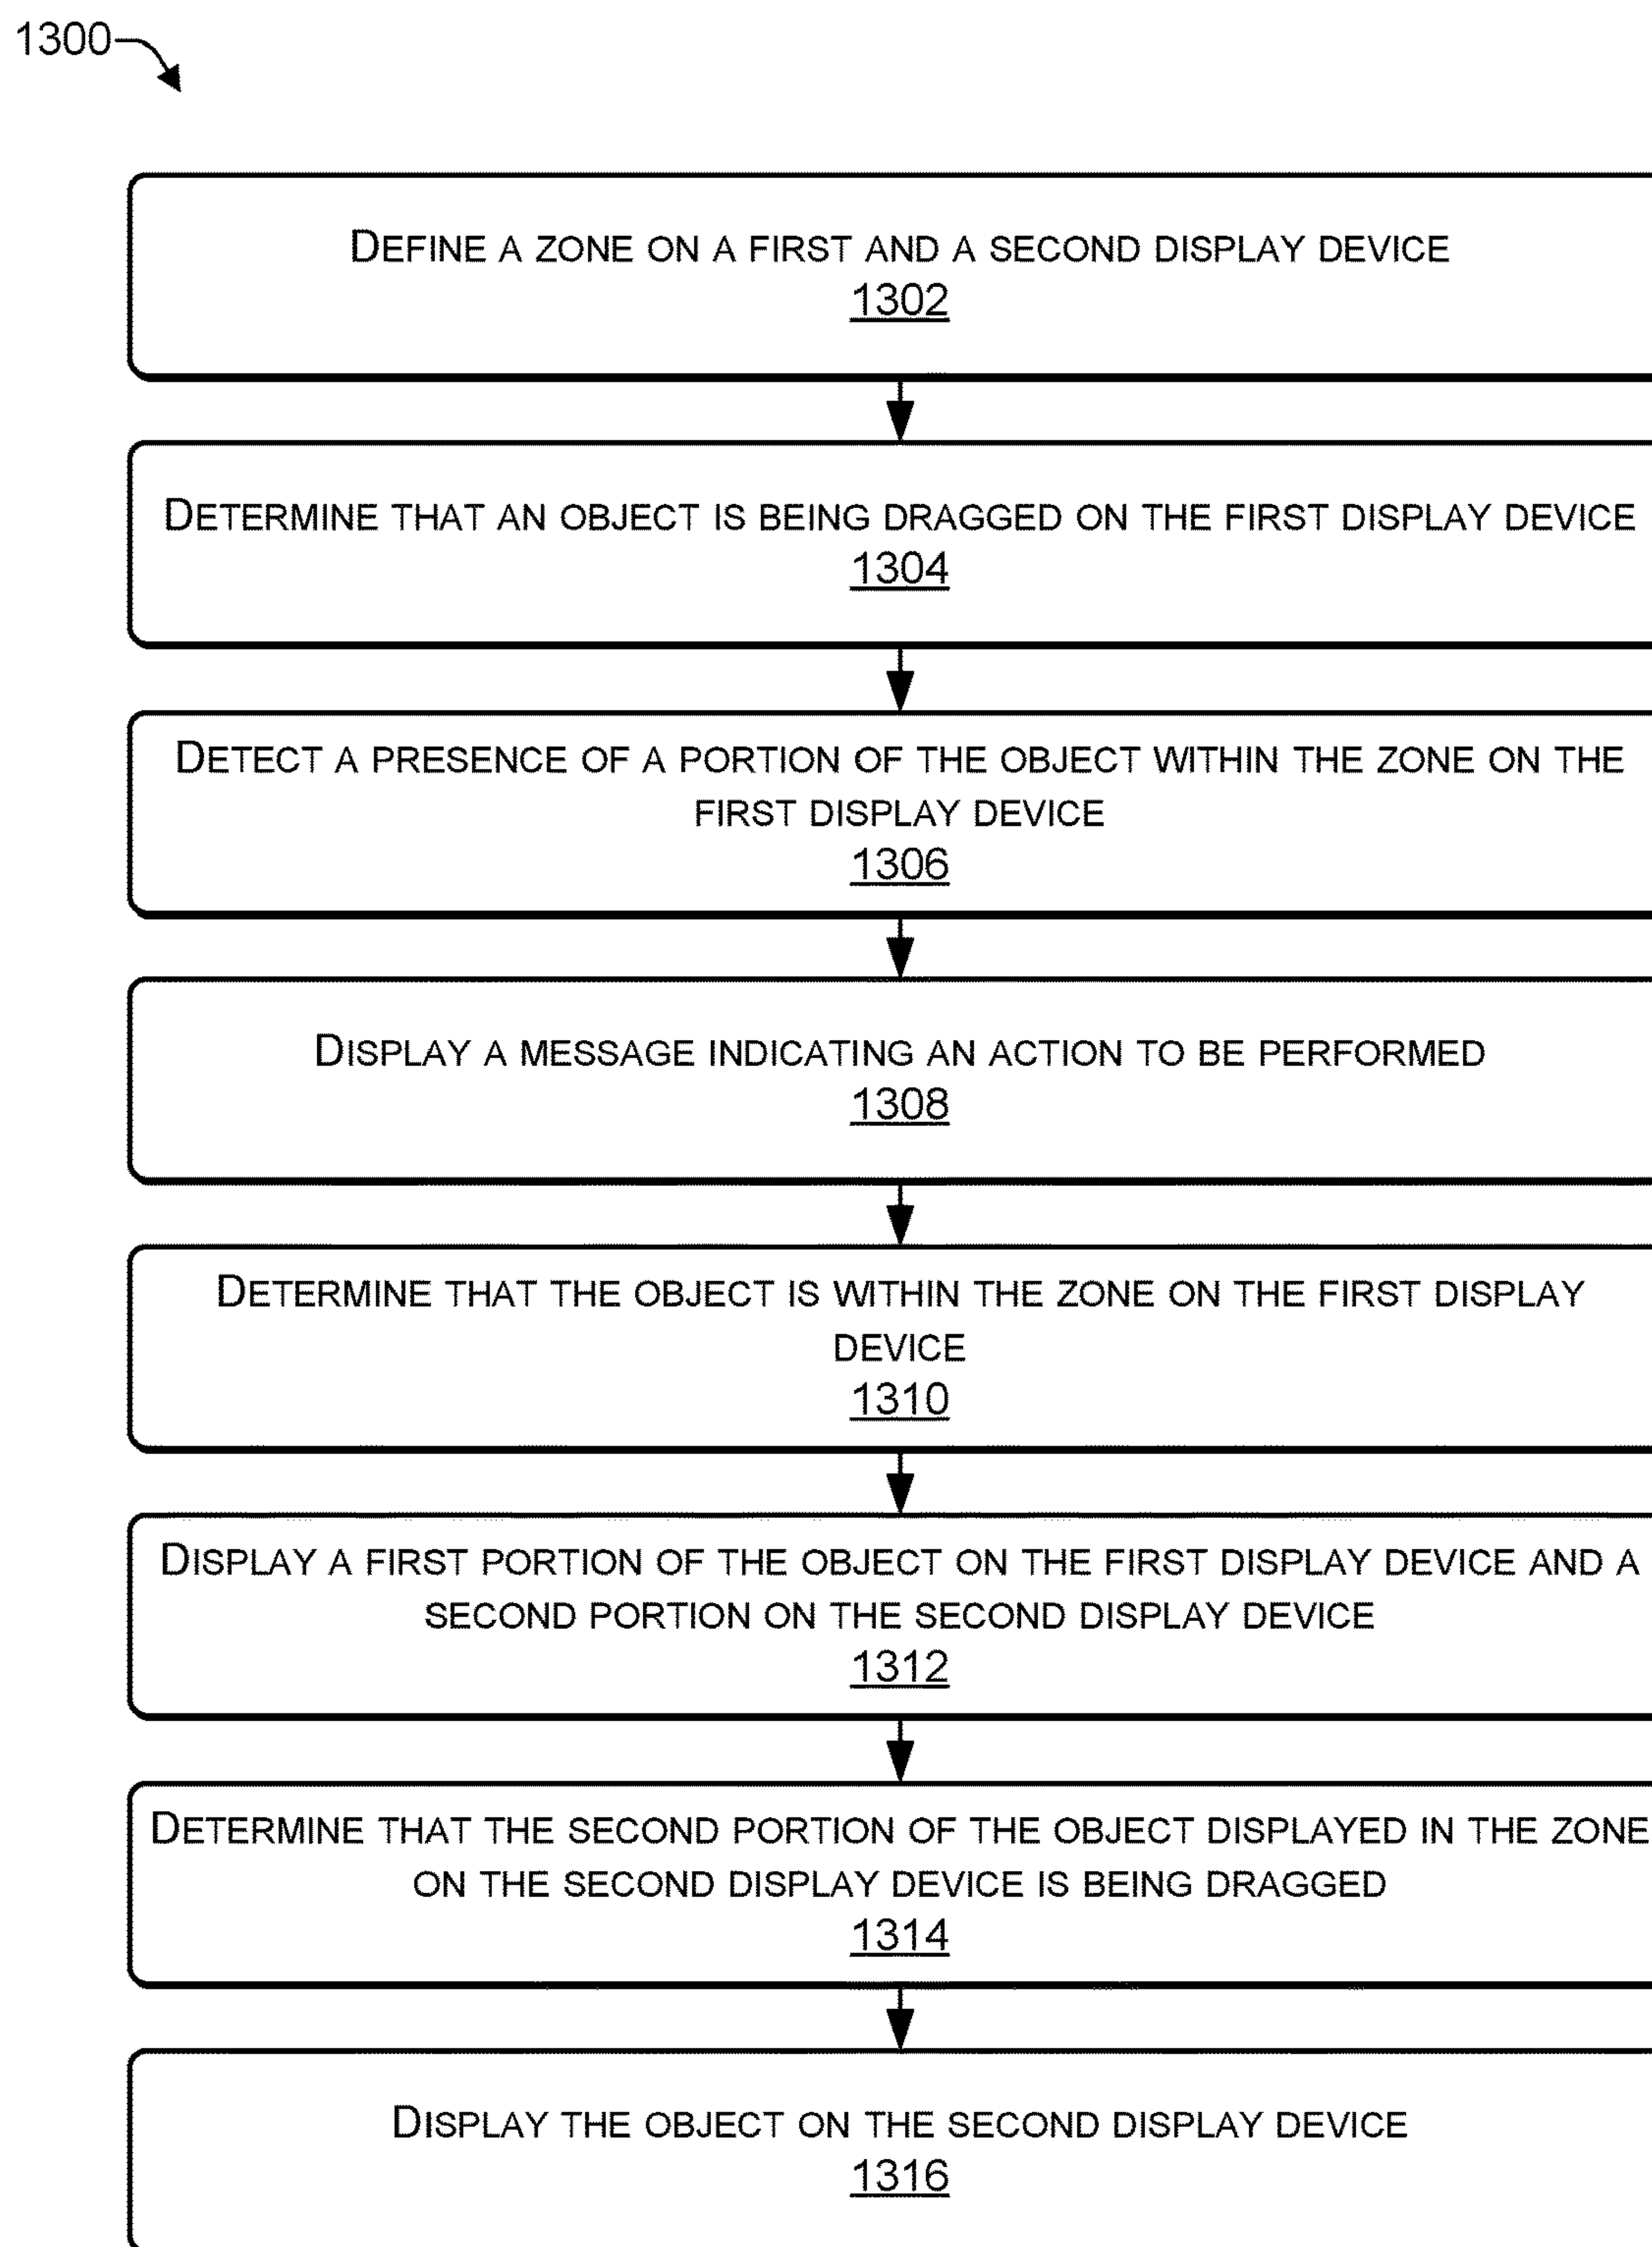 1300
DEFINE A ZONE ON A FIRST AND A SECOND DISPLAY DEVICE
1302
DETERMINE THAT AN OBJECT IS BEING DRAGGED ON THE FIRST DISPLAY DEVICE
1304
DETECT A PRESENCE OF A PORTION OF THE OBJECT WITHIN THE ZONE ON THE
FIRST DISPLAY DEVICE
1306
DISPLAY A MESSAGE INDICATING AN ACTION TO BE PERFORMED
1308
DETERMINE THAT THE OBJECT IS WITHIN THE ZONE ON THE FIRST DISPLAY
DEVICE
1310
DISPLAY A FIRST PORTION OF THE OBJECT ON THE FIRST DISPLAY DEVICE AND A
SECOND PORTION ON THE SECOND DISPLAY DEVICE
1312
DETERMINE THAT THE SECOND PORTION OF THE OBJECT DISPLAYED IN THE ZONE
ON THE SECOND DISPLAY DEVICE IS BEING DRAGGED
1314
DISPLAY THE OBJECT ON THE SECOND DISPLAY DEVICE
1316